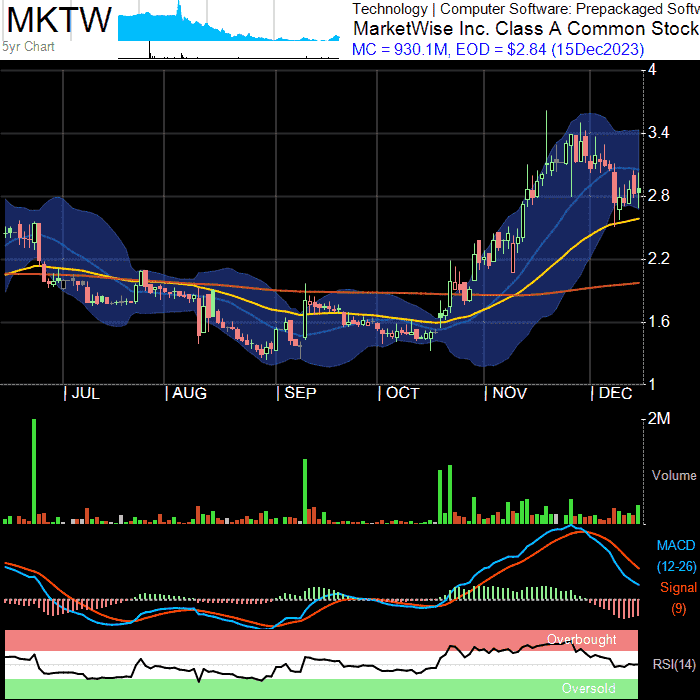 MKTW
5yr Chart
Technology | Computer Software: Prepackaged Softw
MarketWise Inc. Class A Common Stock
MC = 930.1M, EOD = $2.84 (15Dec2023)
4
3.4
2.8
2.2
1.6
1
| JUL | AUG | SEP | OCT | NOV | DEC
2M
Volume
MACD
(12-26)
Signal
(9)
Overbought
RSI(14)
Oversold